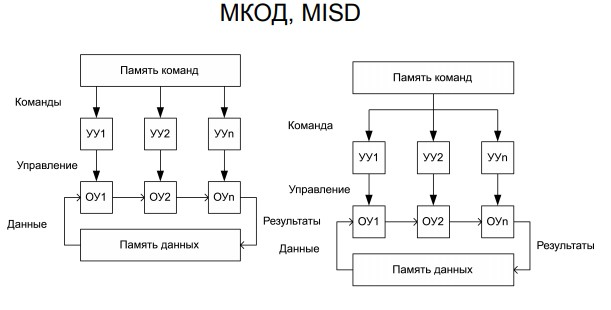 МКОД, MISD
Память команд
Команды
УУ1
УУ2
УУn
Управление
ОУ1
ОУ2
ОУn
Данные
Результаты
Память данных
Память команд
Команда
УУ1
УУ2
УУn
Управление
ОУ1
ОУ2
ОУn
Данные
Результаты
Память данных